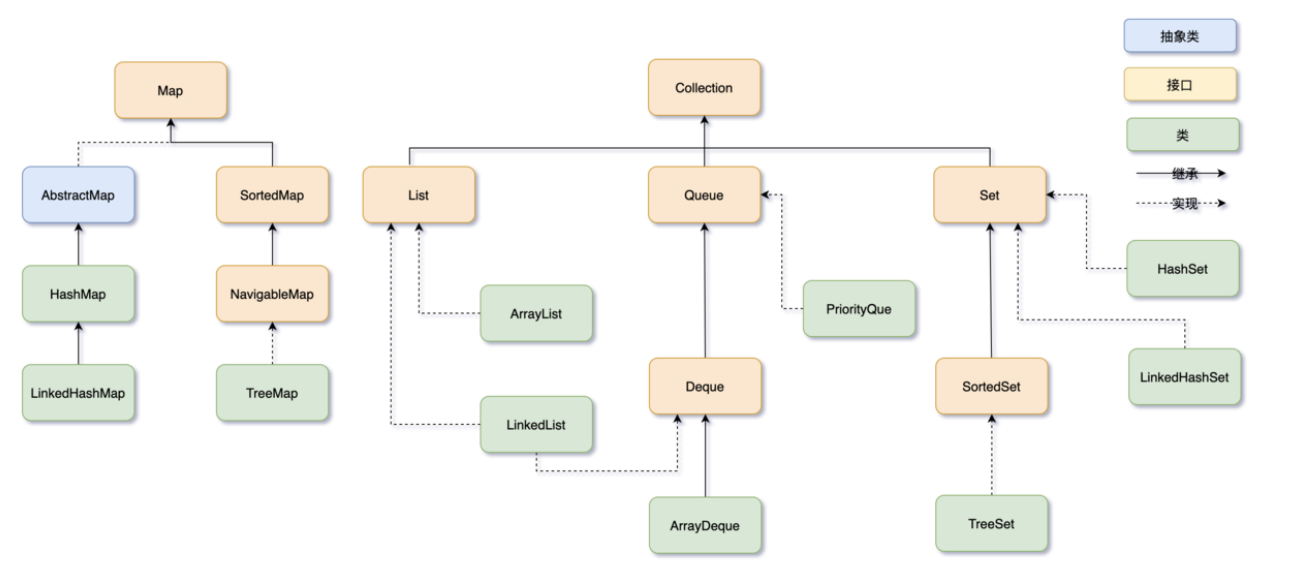 抽象类
Map
Collection
接口
类
继承
AbstractMap
SortedMap
List
Queue
Set
实现
HashSet
HashMap
NavigableMap
ArrayList
PriorityQue
LinkedHashMap
TreeMap
Deque
SortedSet
LinkedHashSet
LinkedList
ArrayDeque
TreeSet